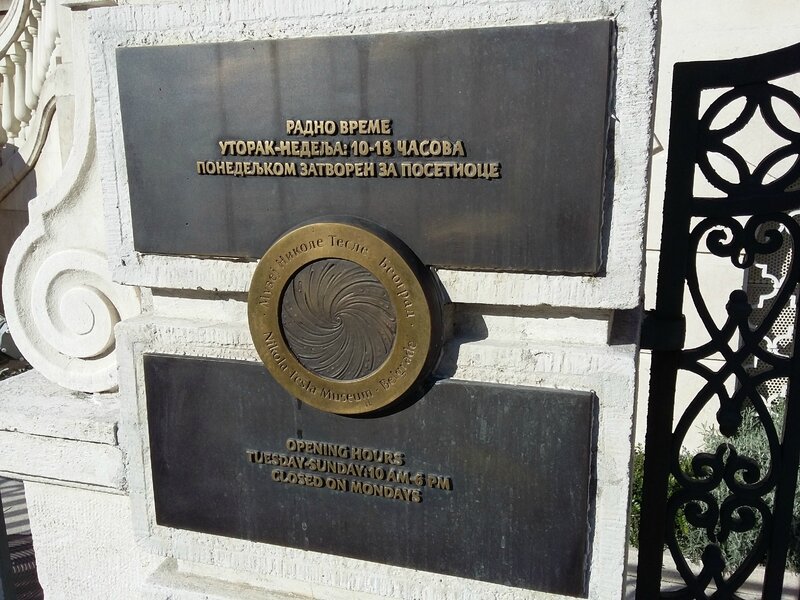 РАДНО ВРЕМЕ
УТОРАК-НЕДЕЉА: 10-18 ЧАСОВА
ПОНЕДЕЉКОМ ЗАТВОРЕН ЗА ПОСЕТИОЦЕ
Музеј Николе Тесле · Београд ·
Nikola Tesla Museum · Belgrade
OPENING HOURS
TUESDAY-SUNDAY:10 AM-6 PM
CLOSED ON MONDAYS